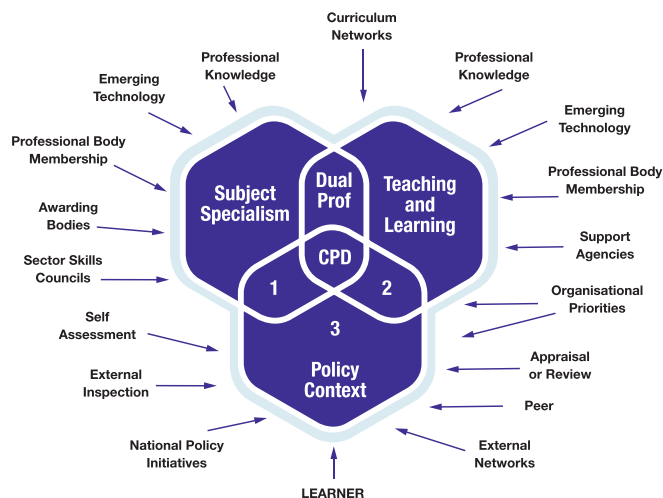 Curriculum
Networks
Professional
Knowledge
Professional
Knowledge
Emerging
Technology
Emerging
Technology
Professional Body
Membership
Professional Body
Membership
Subject
Specialism
Dual
Prof
Teaching
and
Learning
Awarding
Bodies
Support
Agencies
CPD
Sector Skills
Councils
1
2
Organisational
Priorities
Self
Assessment
3
Policy
Context
Appraisal
or Review
External
Inspection
Peer
National Policy
Initiatives
External
Networks
LEARNER